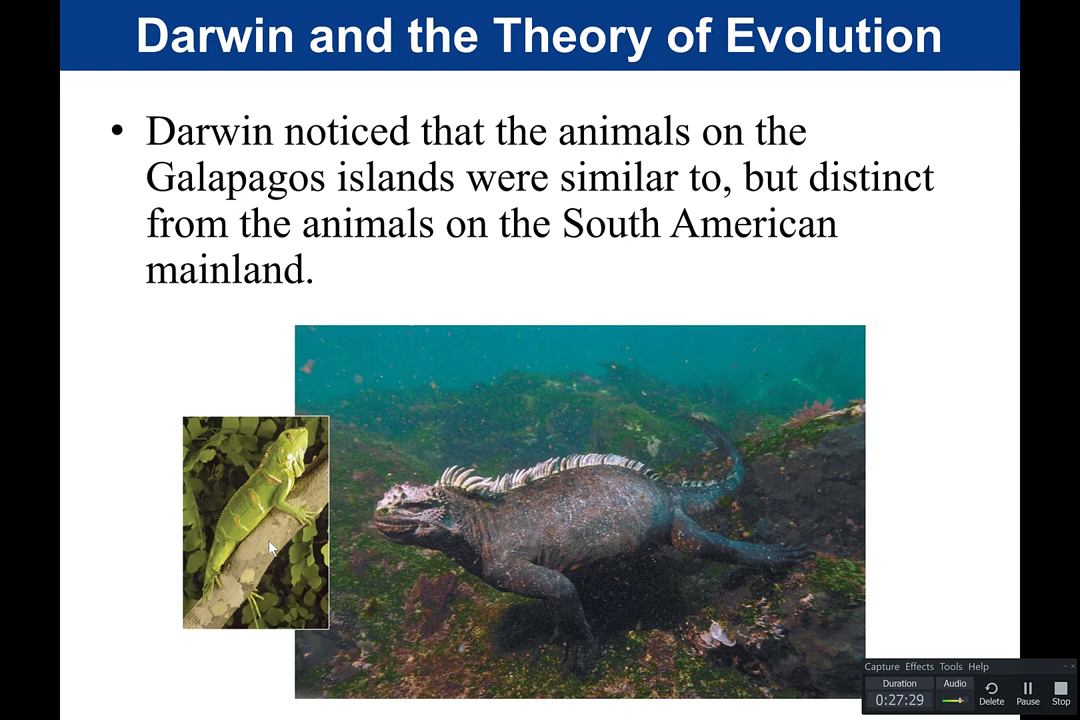 Darwin and the Theory of Evolution
• Darwin noticed that the animals on the
Galapagos islands were similar to, but distinct
from the animals on the South American
mainland.
Capture Effects Tools Help
Duration
0:27:29
Audio
Delete
Pause
Stop